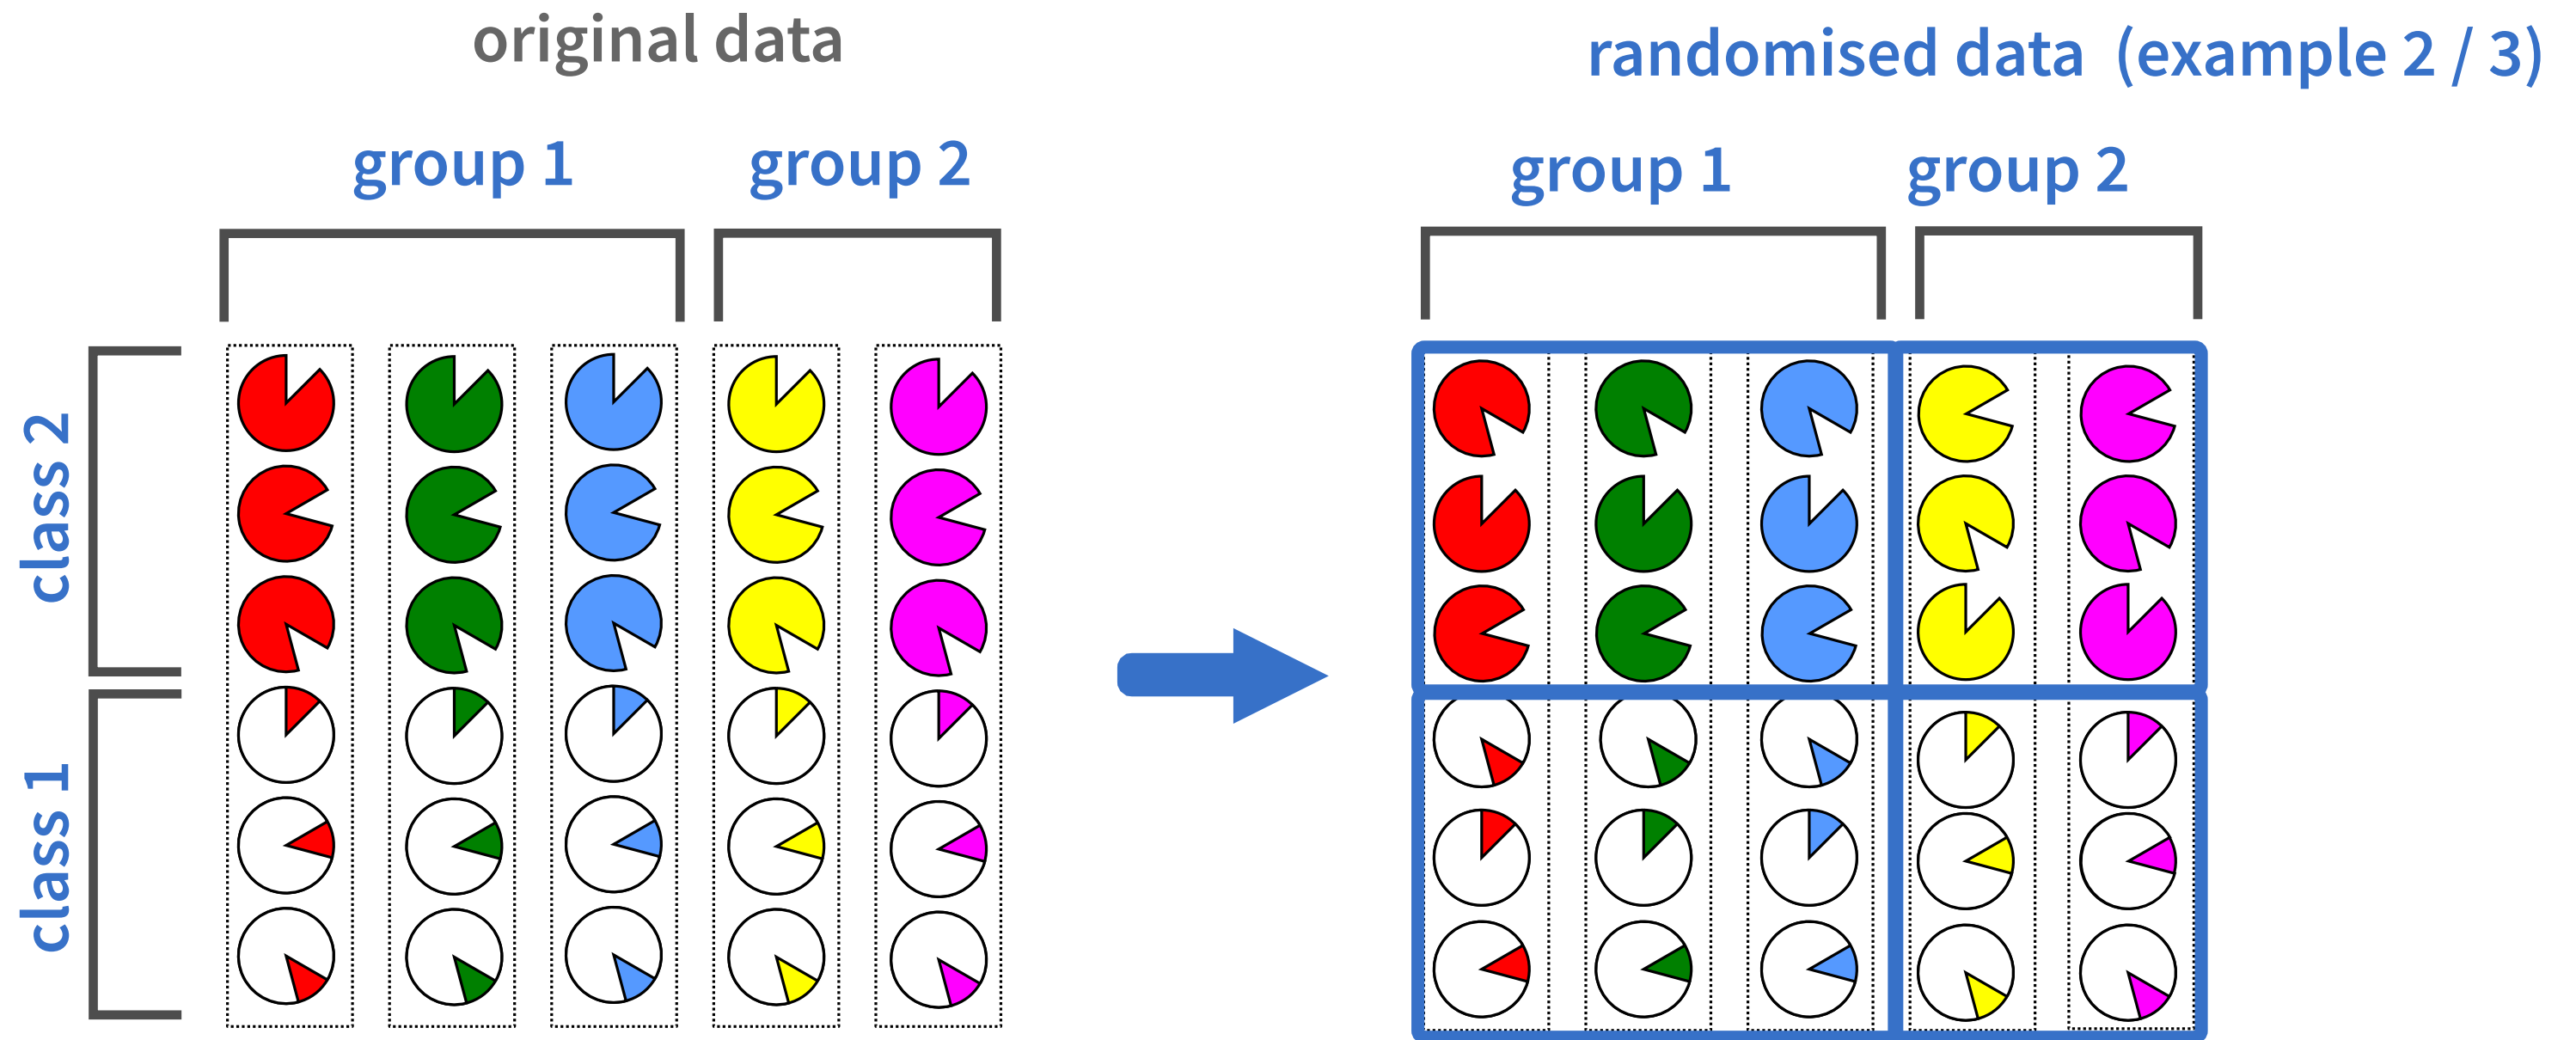 original data
randomised data (example 2 / 3)
group 1
group 2
group 1
group 2
class 2
class 1